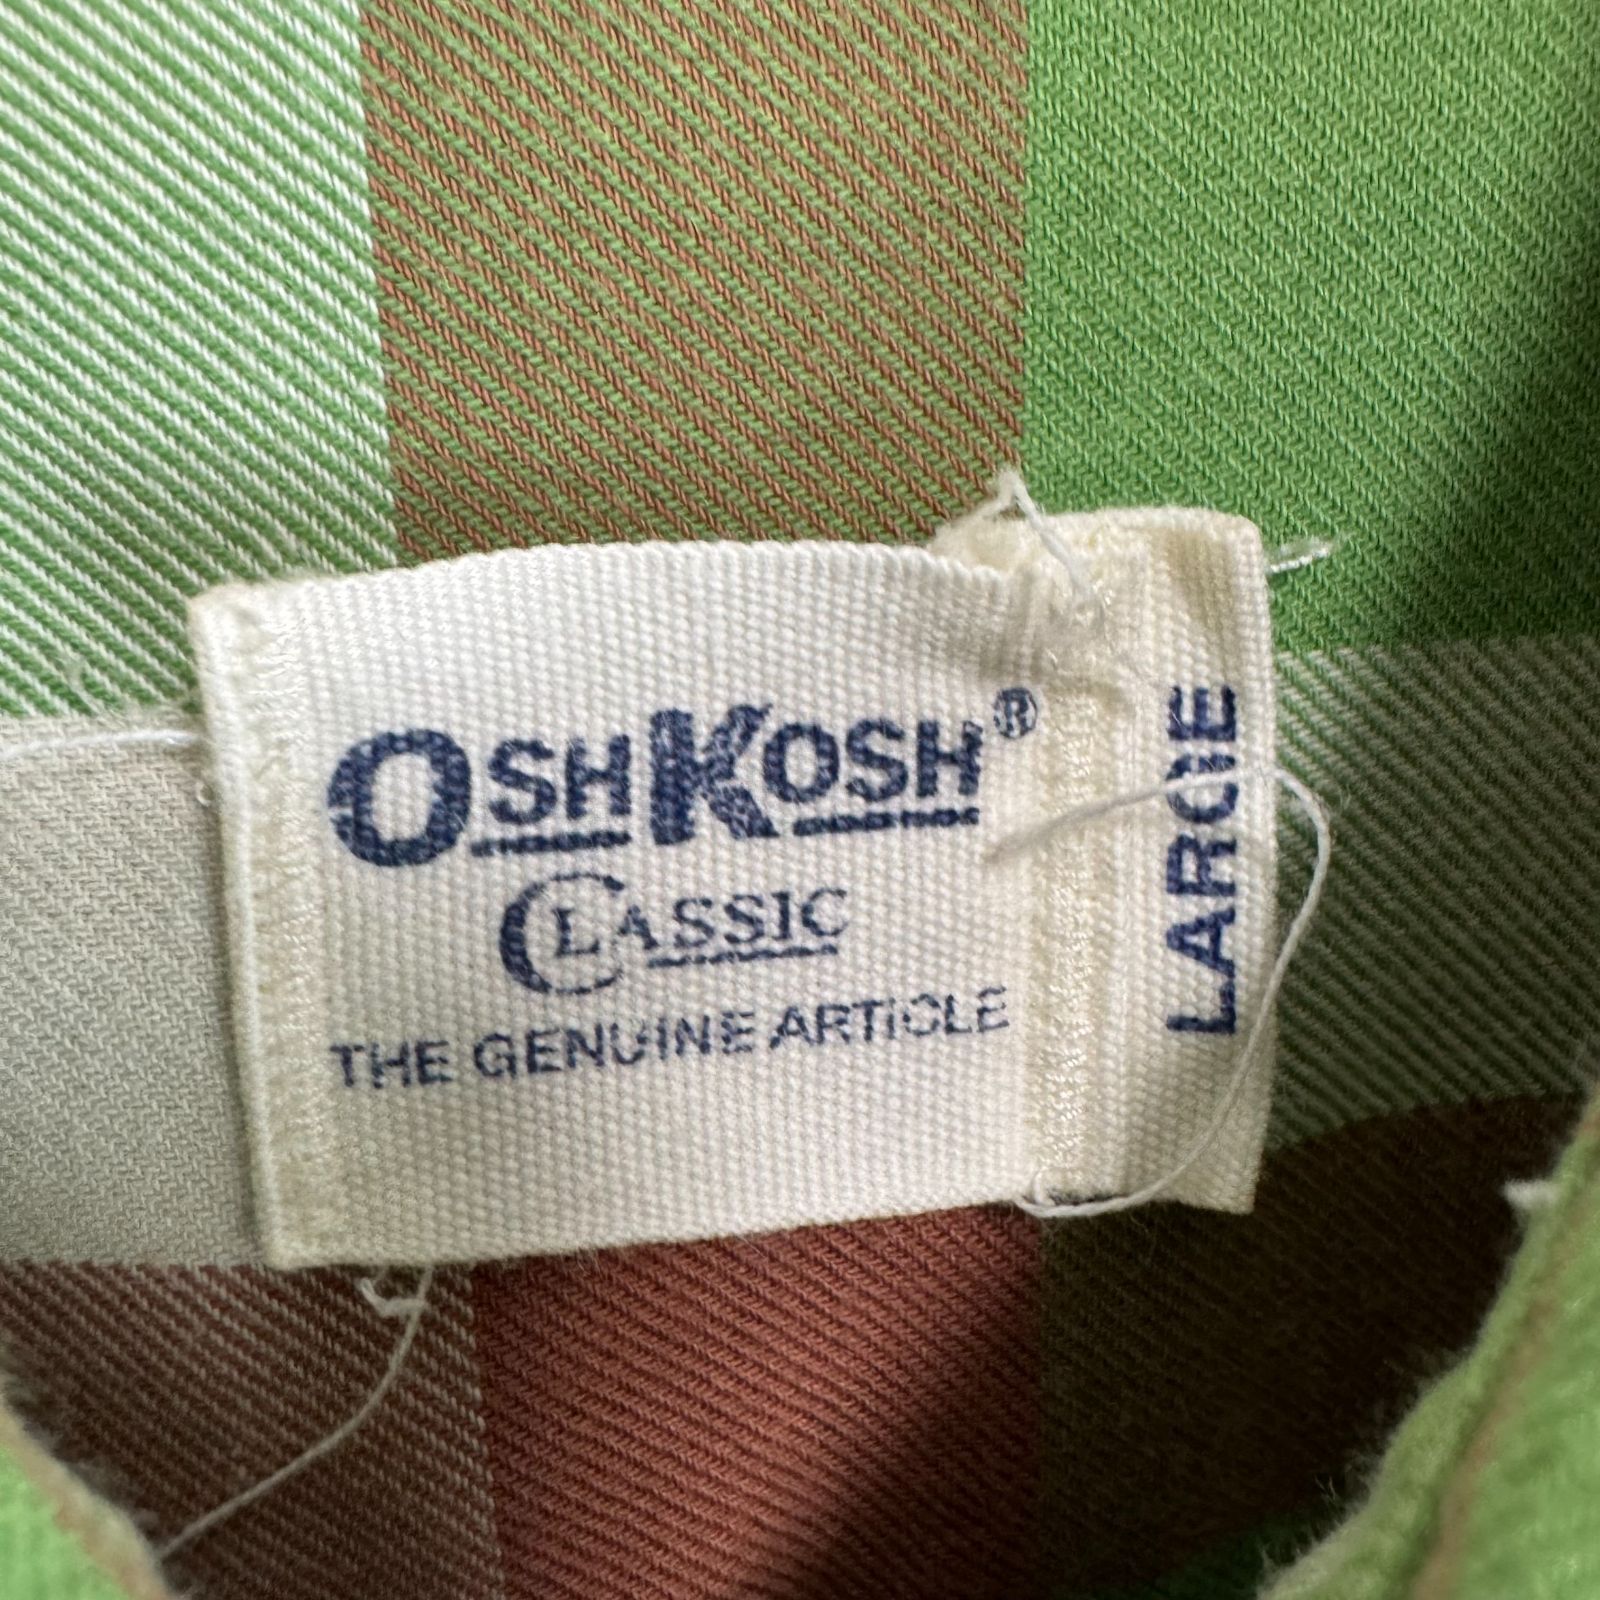 OSHKOSH®
CLASSIC
THE GENUINE ARTICLE
LARGE